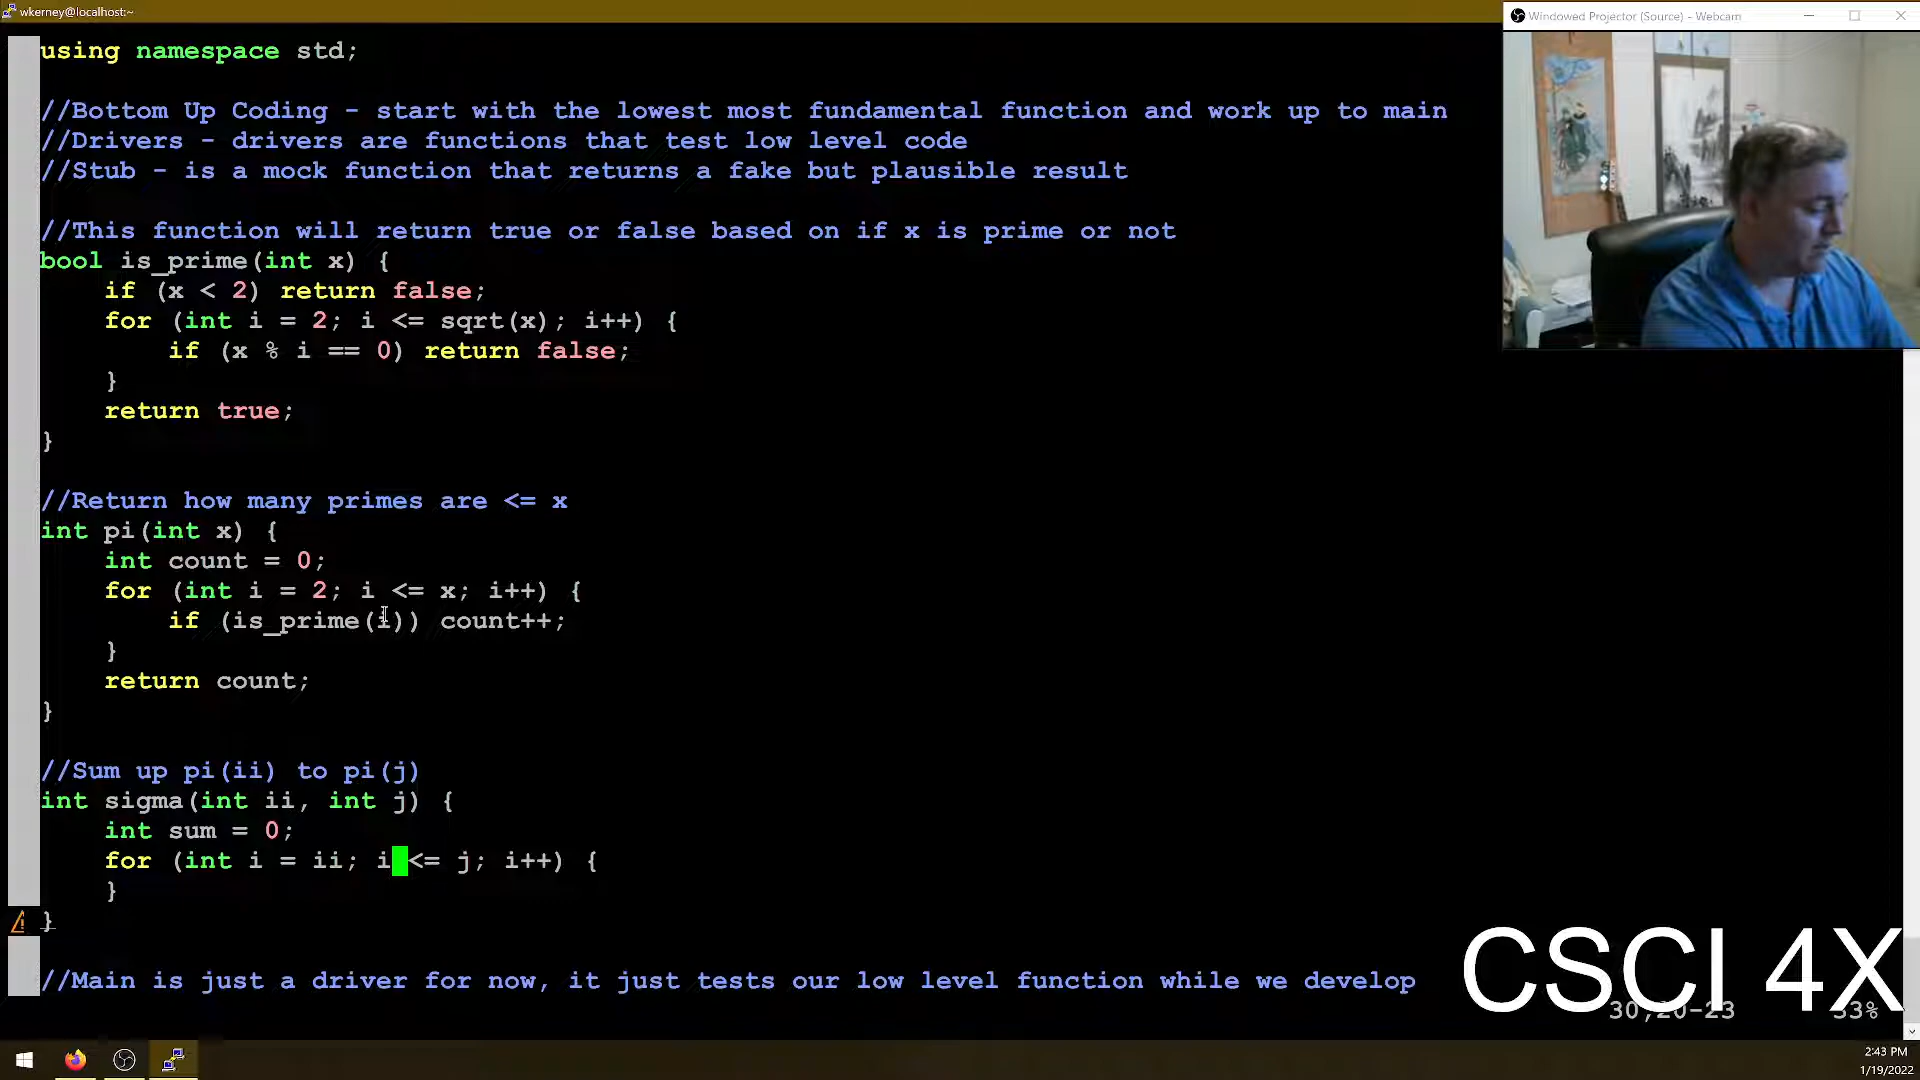 wkerney@localhost:~
Windowed Projector (Source) - Webcam
using namespace std;
//Bottom Up Coding - start with the lowest most fundamental function and work up to main
//Drivers - drivers are functions that test low level code
//Stub - is a mock function that returns a fake but plausible result
//This function will return true or false based on if x is prime or not
bool is_prime(int x) {
    if (x < 2) return false;
    for (int i = 2; i <= sqrt(x); i++) {
        if (x % i == 0) return false;
    }
    return true;
}
//Return how many primes are <= x
int pi(int x) {
    int count = 0;
    for (int i = 2; i <= x; i++) {
        if (is_prime(i)) count++;
    }
    return count;
}
//Sum up pi(ii) to pi(j)
int sigma(int ii, int j) {
    int sum = 0;
    for (int i = ii; i <= j; i++) {
    }
}
//Main is just a driver for now, it just tests our low level function while we develop
CSCI 4X
30,20-23 33%
2:43 PM
1/19/2022